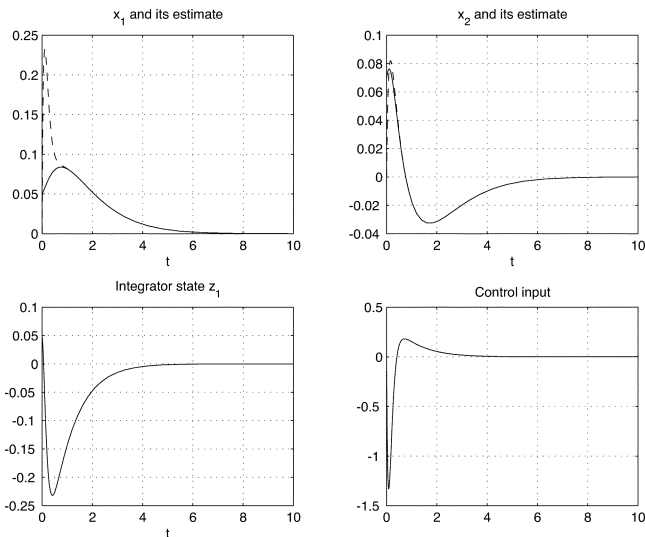 x1 and its estimate
0.25
0.2
0.15
0.1
0.05
0
0 2 4 6 8 10
t
x2 and its estimate
0.1
0.08
0.06
0.04
0.02
0
-0.02
-0.04
0 2 4 6 8 10
t
Integrator state z1
0.1
0.05
0
-0.05
-0.1
-0.15
-0.2
-0.25
0 2 4 6 8 10
t
Control input
0.5
0
-0.5
-1
-1.5
0 2 4 6 8 10